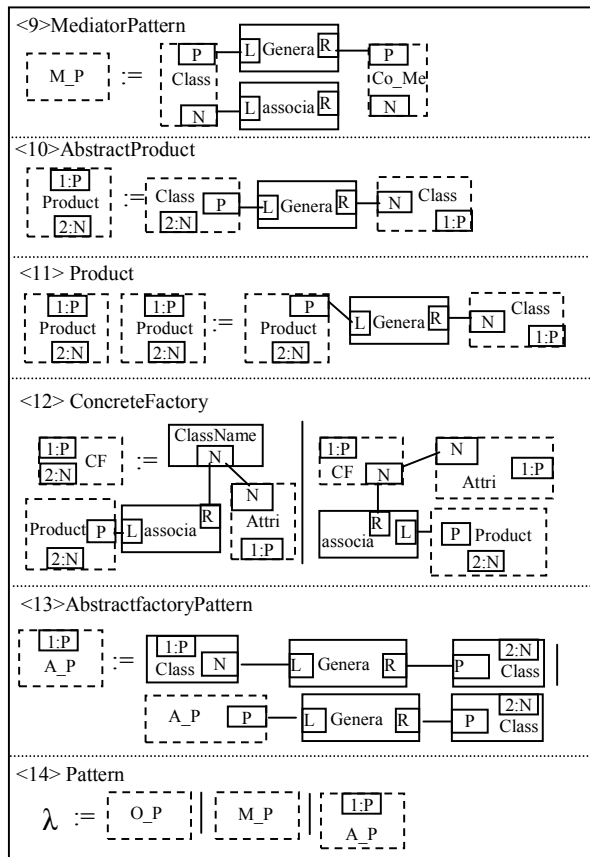 <9>MediatorPattern
M_P := P Class N L Genera R L associa R P Co_Me N
<10>AbstractProduct
1:P Product 2:N := Class 2:N P L Genera R N Class 1:P
<11> Product
1:P Product 2:N 1:P Product 2:N := P Product 2:N L Genera R N Class 1:P
<12> ConcreteFactory
1:P 2:N CF := ClassName N N Attri 1:P
Product P 2:N L associa R
1:P CF N N Attri 1:P
associa R L P Product 2:N
<13>AbstractfactoryPattern
1:P A_P := 1:P Class N L Genera R P 2:N Class |
A_P P L Genera R P 2:N Class
<14> Pattern
λ := O_P | M_P | 1:P A_P